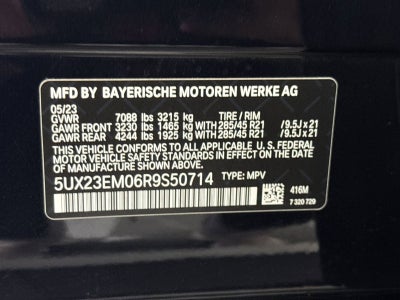 MFD BY BAYERISCHE MOTOREN WERKE AG
05/23
GVWR 7088 lbs 3215 kg TIRE / RIM
GAWR FRONT 3230 lbs 1465 kg WITH 285/45 R21 /9.5J x 21
GAWR REAR 4244 lbs 1925 kg WITH 285/45 R21 /9.5J x 21
THIS VEHICLE CONFORMS TO ALL APPLICABLE U. S. FEDERAL
MOTOR VEHICLE SAFETY STANDARDS IN EFFECT ON THE DATE OF
MANUFACTURE SHOWN ABOVE.
5UX23EM06R9S50714 TYPE: MPV
416M
7 320 729